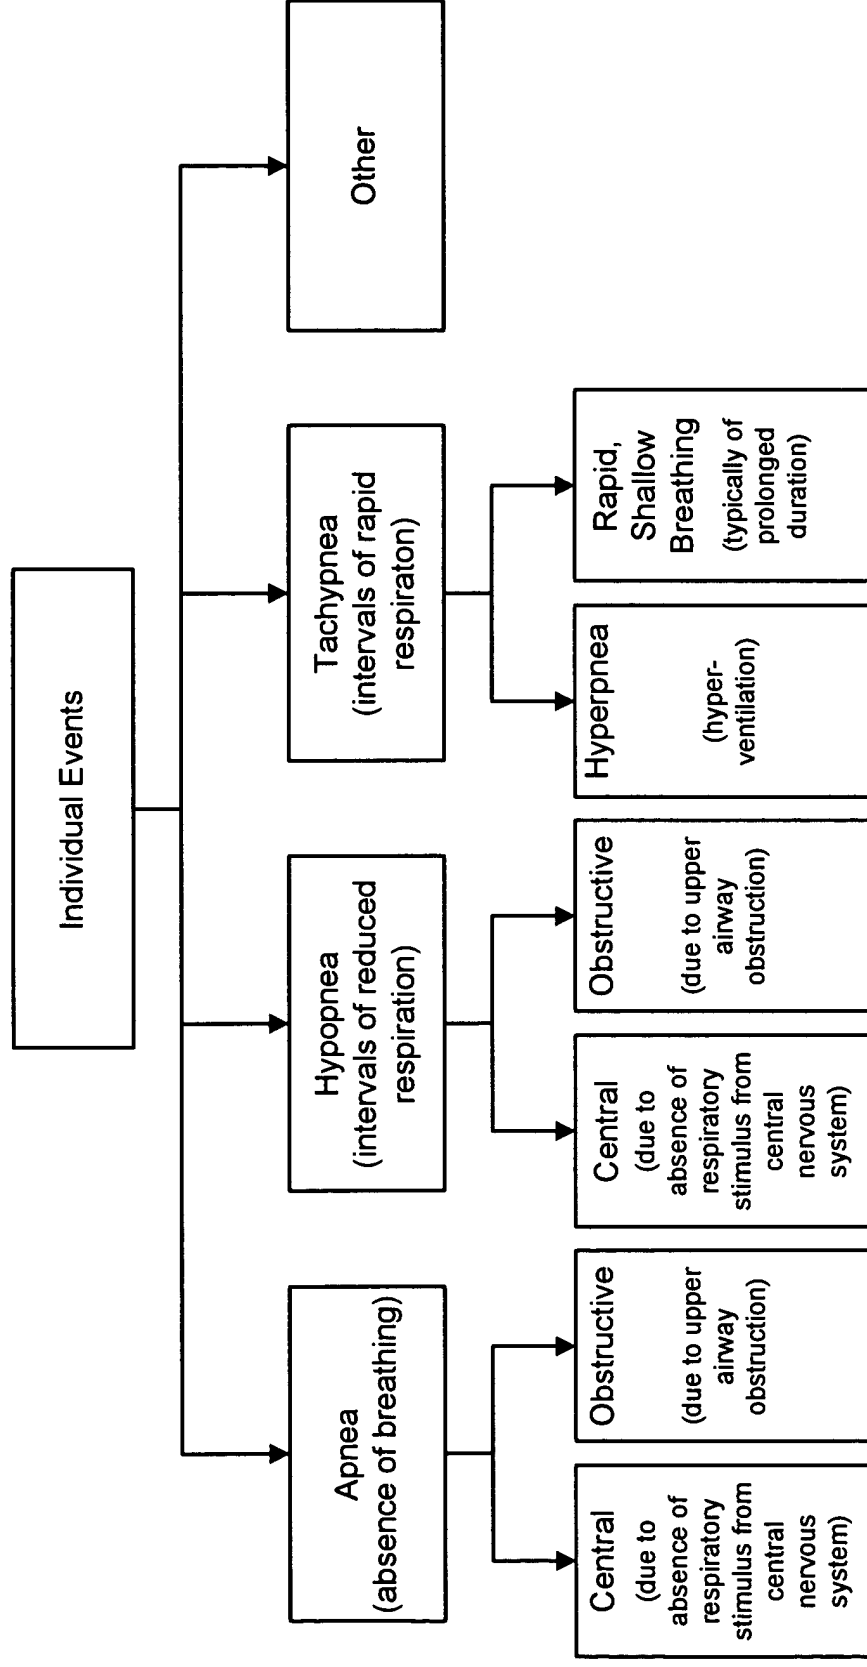 Individual Events
Apnea
(absence of breathing)
Hypopnea
(intervals of reduced
respiration)
Tachypnea
(intervals of rapid
respiraton)
Other
Central
(due to
absence of
respiratory
stimulus from
central
nervous
system)
Obstructive
(due to upper
airway
obstruction)
Central
(due to
absence of
respiratory
stimulus from
central
nervous
system)
Obstructive
(due to upper
airway
obstruction)
Hyperpnea
(hyper-
ventilation)
Rapid,
Shallow
Breathing
(typically of
prolonged
duration)